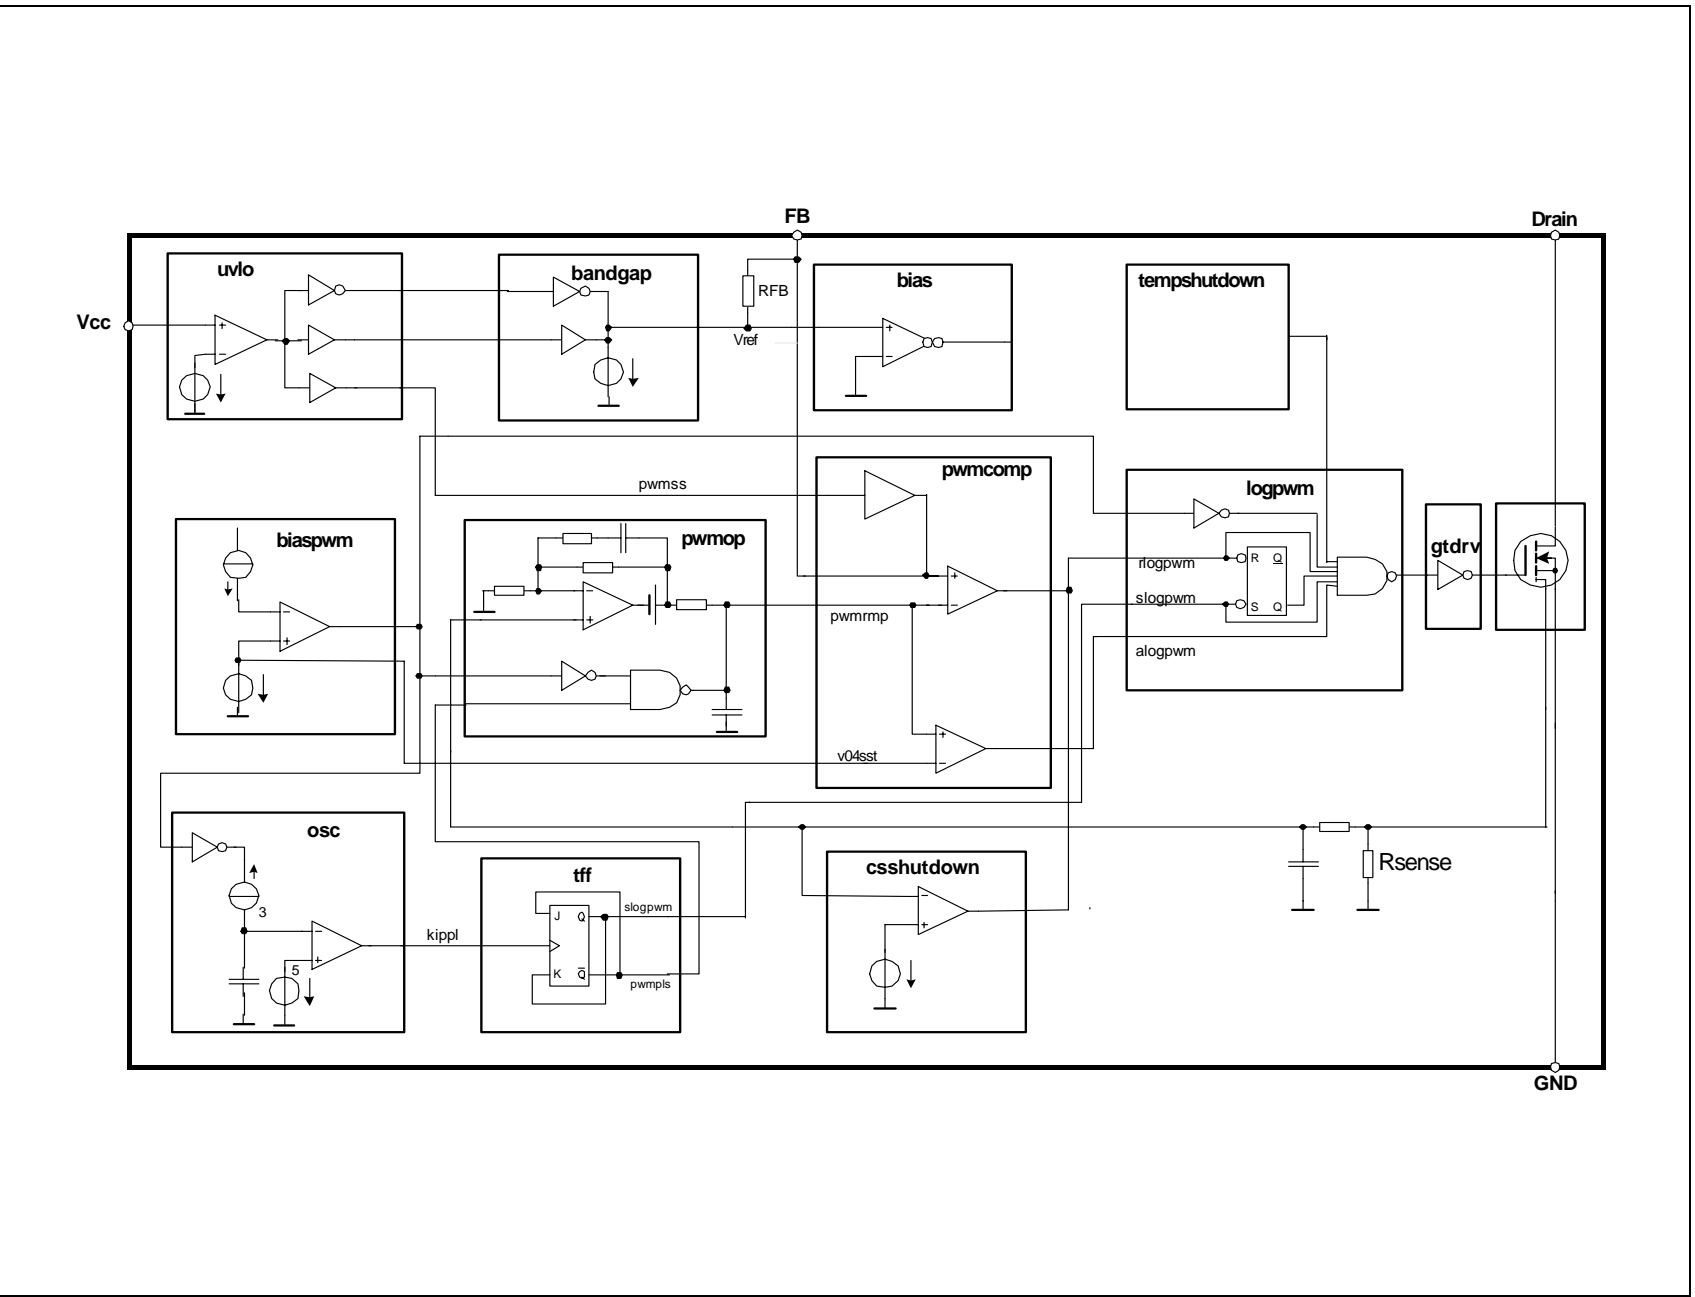 FB
Drain
uvlo
bandgap
bias
tempshutdown
RFB
Vcc
+
−
Vref
+
−
pwmcomp
pwmss
logpwm
biaspwm
pwmop
gtdrv
rlogpwm
R Q
slogpwm
S Q
−
+
−
+
+
−
pwmrmp
alogpwm
+
−
v04sst
osc
tff
csshutdown
Rsense
3
5
−
+
kippl
J Q
K Q
slogpwm
pwmpls
−
+
GND